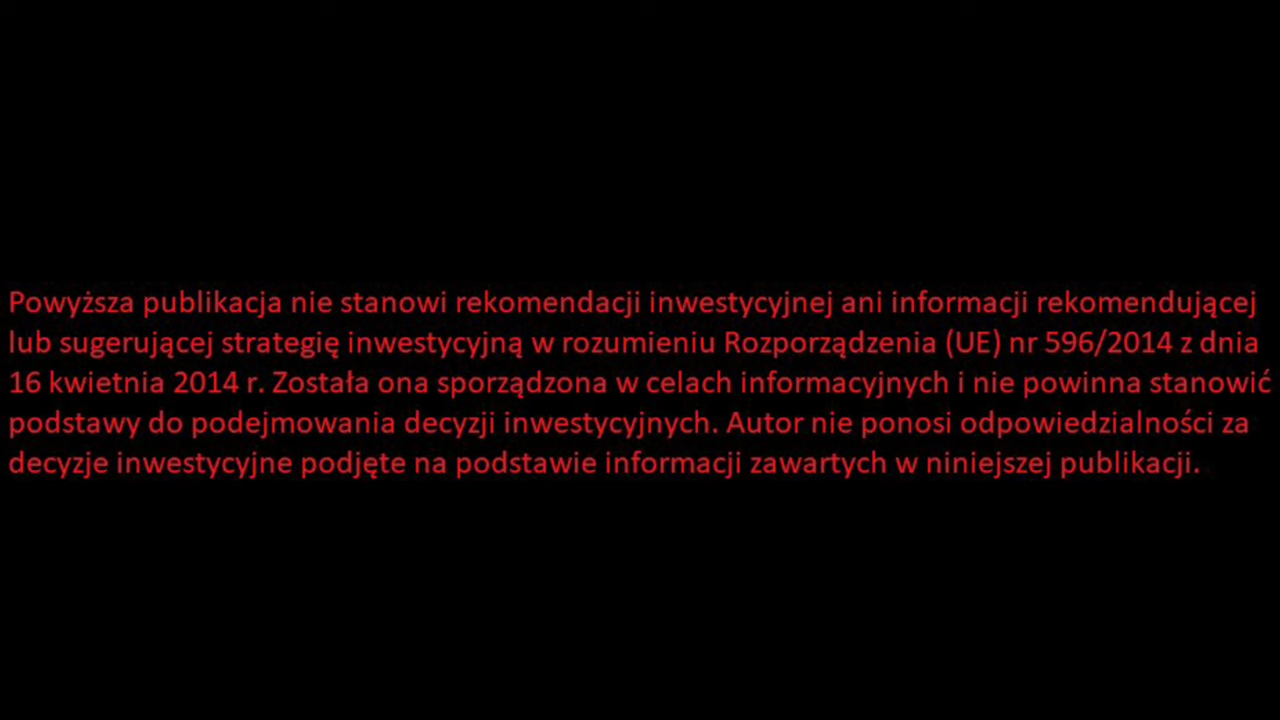 Powyższa publikacja nie stanowi rekomendacji inwestycyjnej ani informacji rekomendującej
lub sugerującej strategię inwestycyjną w rozumieniu Rozporządzenia (UE) nr 596/2014 z dnia
16 kwietnia 2014 r. Została ona sporządzona w celach informacyjnych i nie powinna stanowić
podstawy do podejmowania decyzji inwestycyjnych. Autor nie ponosi odpowiedzialności za
decyzje inwestycyjne podjęte na podstawie informacji zawartych w niniejszej publikacji.